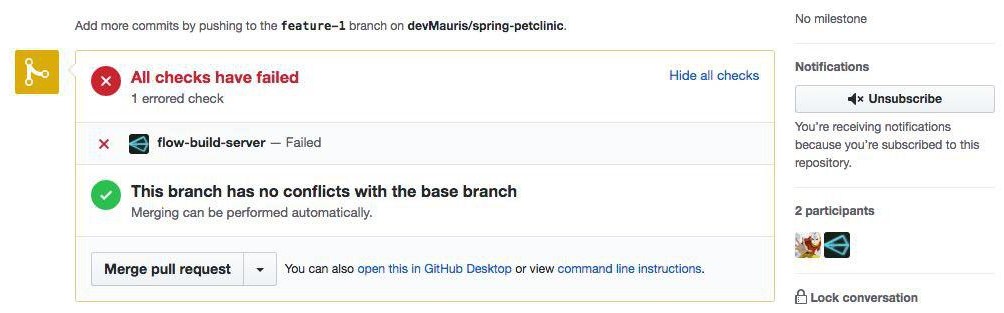 Add more commits by pushing to the feature-1 branch on devMauris/spring-petclinic.
All checks have failed
Hide all checks
1 errored check
flow-build-server — Failed
This branch has no conflicts with the base branch
Merging can be performed automatically.
Merge pull request
You can also open this in GitHub Desktop or view command line instructions.
No milestone
Notifications
Unsubscribe
You're receiving notifications
because you're subscribed to this
repository.
2 participants
Lock conversation